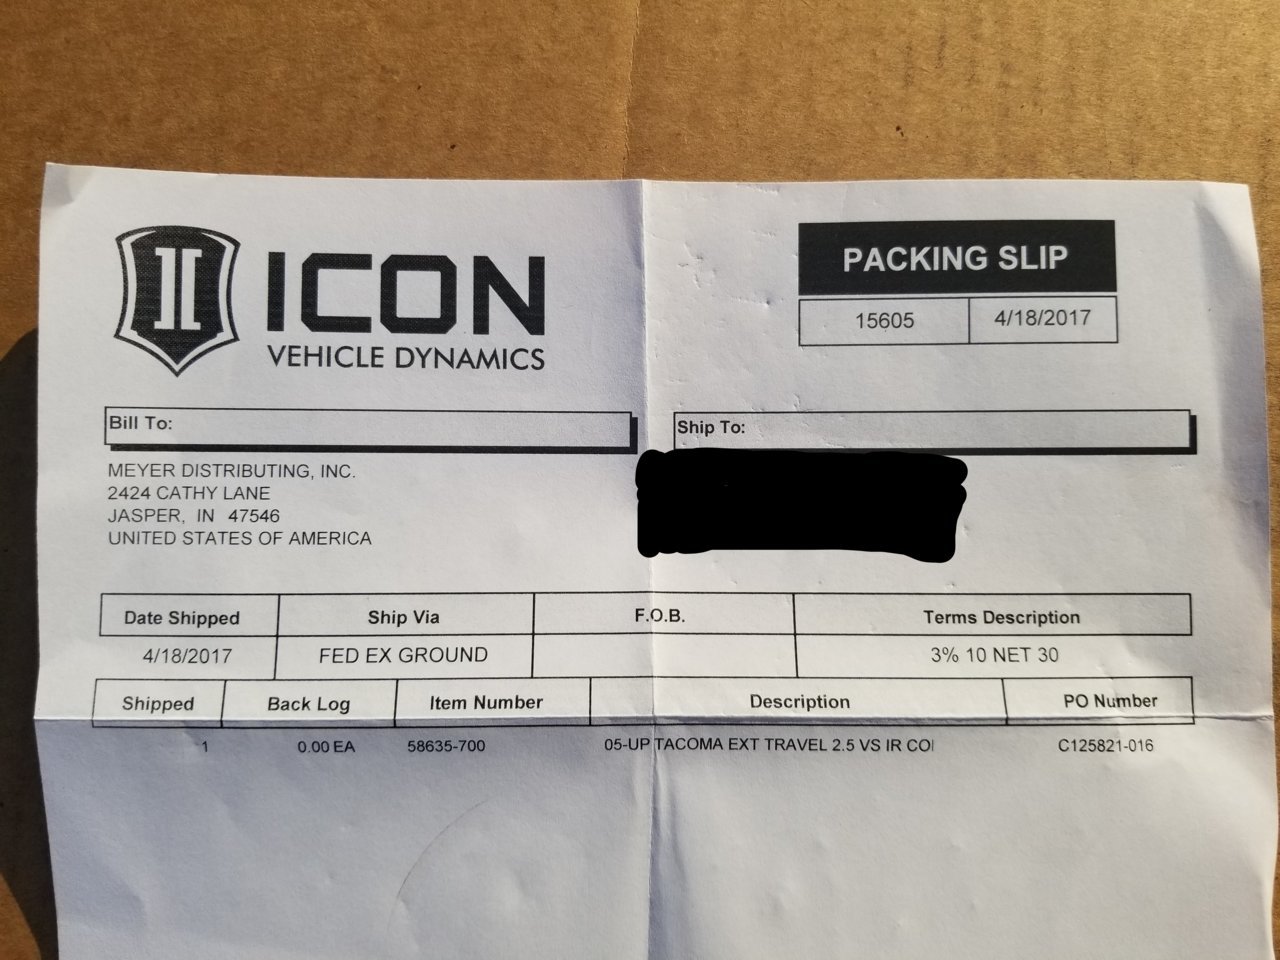 ICON
VEHICLE DYNAMICS
PACKING SLIP
15605 4/18/2017
Bill To:
MEYER DISTRIBUTING, INC.
2424 CATHY LANE
JASPER, IN 47546
UNITED STATES OF AMERICA
Ship To:
Date Shipped Ship Via F.O.B. Terms Description
4/18/2017 FED EX GROUND 3% 10 NET 30
Shipped Back Log Item Number Description PO Number
1 0.00 EA 58635-700 05-UP TACOMA EXT TRAVEL 2.5 VS IR COI C125821-016